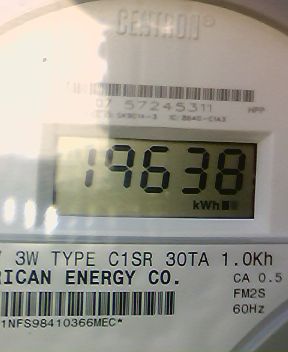 CENTRON®
07 57245311 HPP
19638
kWh
3W TYPE C1SR 30TA 1.0Kh
RICAN ENERGY CO.
CA 0.5
FM2S
60Hz
1NFS98410366MEC*